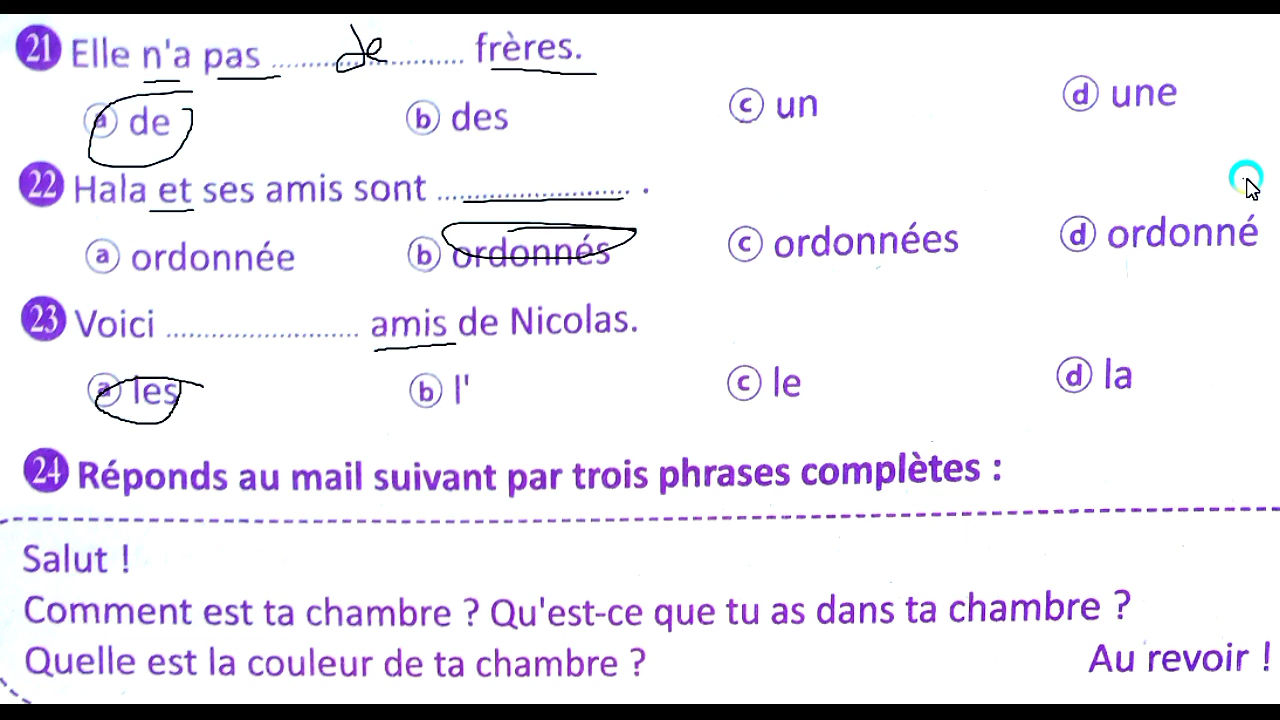 21 Elle n'a pas ........de........ frères.
a de b des c un d une
22 Hala et ses amis sont ........................ .
a ordonnée b ordonnés c ordonnées d ordonné
23 Voici ........................ amis de Nicolas.
a les b l' c le d la
24 Réponds au mail suivant par trois phrases complètes :
Salut !
Comment est ta chambre ? Qu'est-ce que tu as dans ta chambre ?
Quelle est la couleur de ta chambre ?
Au revoir !